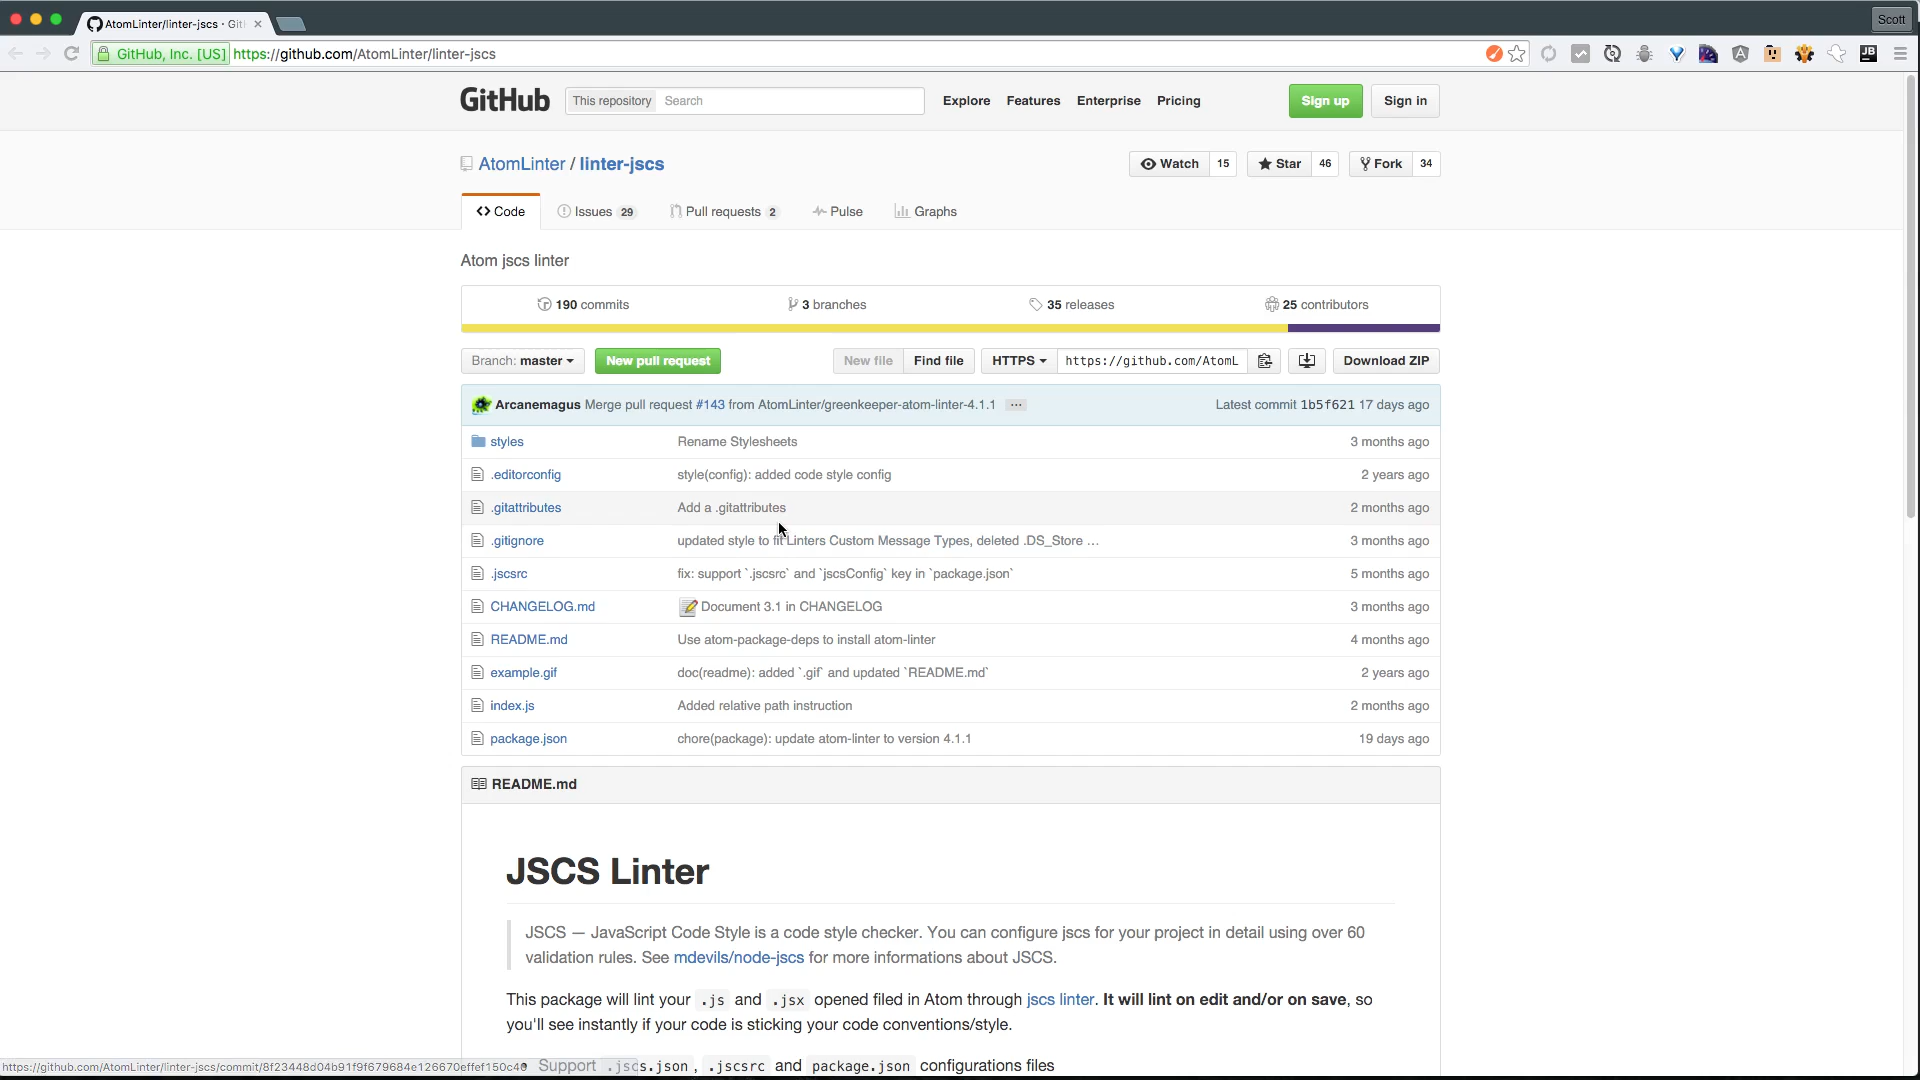 AtomLinter/linter-jscs · Git
Scott
GitHub, Inc. [US] https://github.com/AtomLinter/linter-jscs
JB
GitHub This repository Search Explore Features Enterprise Pricing Sign up Sign in
AtomLinter / linter-jscs Watch 15 Star 46 Fork 34
Code Issues 29 Pull requests 2 Pulse Graphs
Atom jscs linter
190 commits 3 branches 35 releases 25 contributors
Branch: master New pull request New file Find file HTTPS https://github.com/AtomL Download ZIP
Arcanemagus Merge pull request #143 from AtomLinter/greenkeeper-atom-linter-4.1.1 … Latest commit 1b5f621 17 days ago
styles Rename Stylesheets 3 months ago
.editorconfig style(config): added code style config 2 years ago
.gitattributes Add a .gitattributes 2 months ago
.gitignore updated style to fit Linters Custom Message Types, deleted .DS_Store … 3 months ago
.jscsrc fix: support `.jscsrc` and `jscsConfig` key in `package.json` 5 months ago
CHANGELOG.md Document 3.1 in CHANGELOG 3 months ago
README.md Use atom-package-deps to install atom-linter 4 months ago
example.gif doc(readme): added `.gif` and updated `README.md` 2 years ago
index.js Added relative path instruction 2 months ago
package.json chore(package): update atom-linter to version 4.1.1 19 days ago
README.md
JSCS Linter
JSCS — JavaScript Code Style is a code style checker. You can configure jscs for your project in detail using over 60
validation rules. See mdevils/node-jscs for more informations about JSCS.
This package will lint your .js and .jsx opened filed in Atom through jscs linter. It will lint on edit and/or on save, so
you'll see instantly if your code is sticking your code conventions/style.
Support .jscs.json , .jscsrc and package.json configurations files